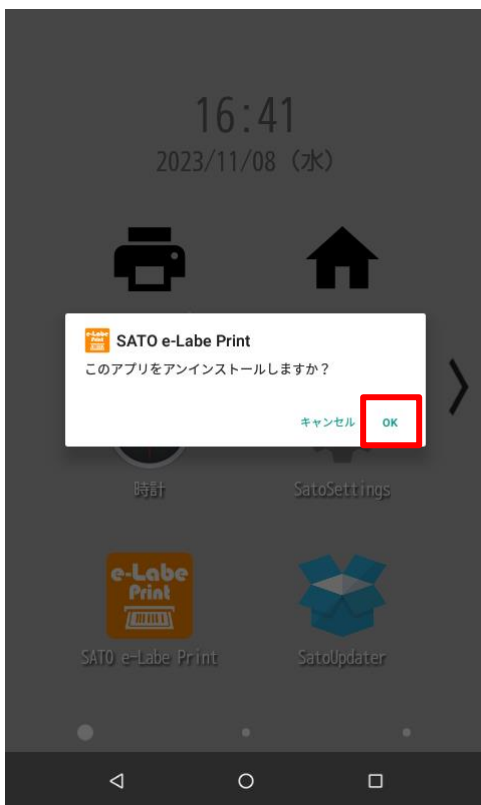 16:41
2023/11/08 (水)
e-Labe
Print
SATO e-Labe Print
このアプリをアンインストールしますか？
キャンセル OK
時計 SatoSettings
e-Labe
Print
SATO e-Labe Print SatoUpdater